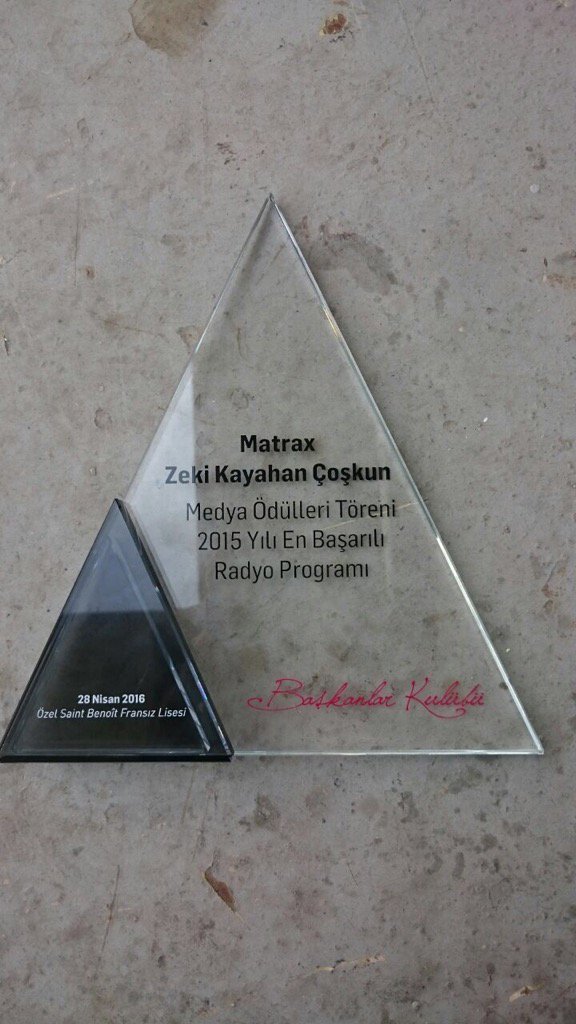 Matrax
Zeki Kayahan Çoşkun
Medya Ödülleri Töreni
2015 Yılı En Başarılı
Radyo Programı
Başkanlar Kulübü
28 Nisan 2016
Özel Saint Benoît Fransız Lisesi